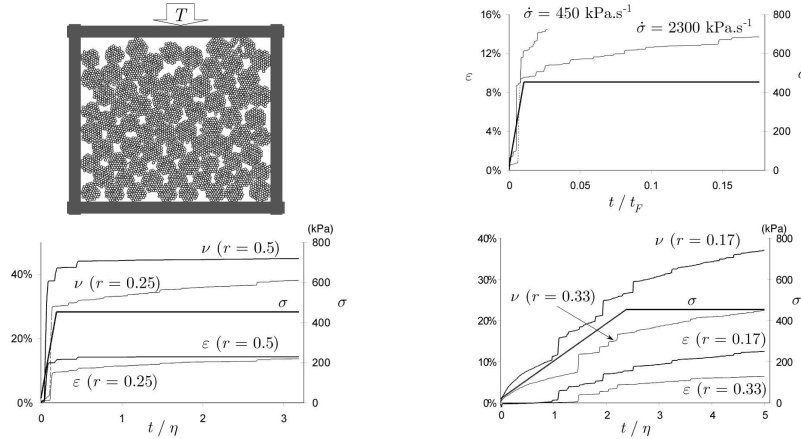 T
σ̇ = 450 kPa.s⁻¹
σ̇ = 2300 kPa.s⁻¹
16%
12%
8%
4%
0%
ε
800
600
400
200
0
σ
0
0.05
0.1
0.15
t / t_F
(kPa)
40%
20%
0%
800
600
400
200
0
σ
ν (r = 0.5)
ν (r = 0.25)
σ
ε (r = 0.5)
ε (r = 0.25)
0
1
2
3
t / η
(kPa)
40%
30%
20%
10%
0%
800
600
400
200
0
σ
ν (r = 0.17)
ν (r = 0.33)
σ
ε (r = 0.17)
ε (r = 0.33)
0
1
2
3
4
5
t / η